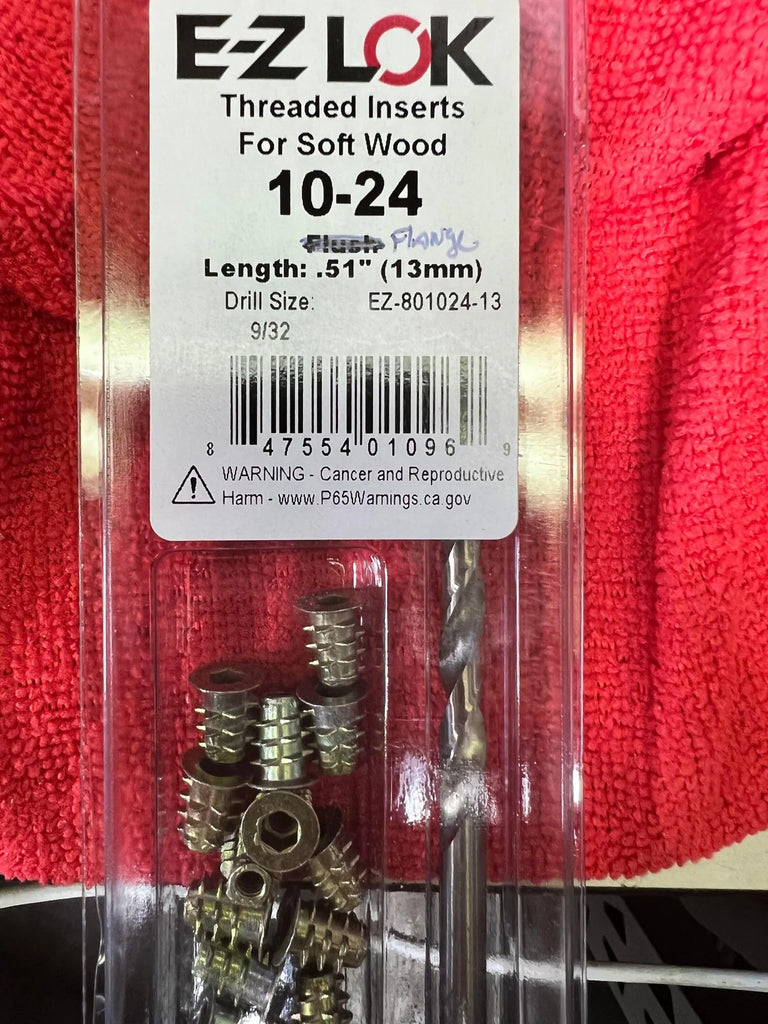 E-Z LOK
Threaded Inserts
For Soft Wood
10-24
Flush Flange
Length: .51" (13mm)
Drill Size: EZ-801024-13
9/32
8 47554 01096 9
WARNING - Cancer and Reproductive
Harm - www.P65Warnings.ca.gov